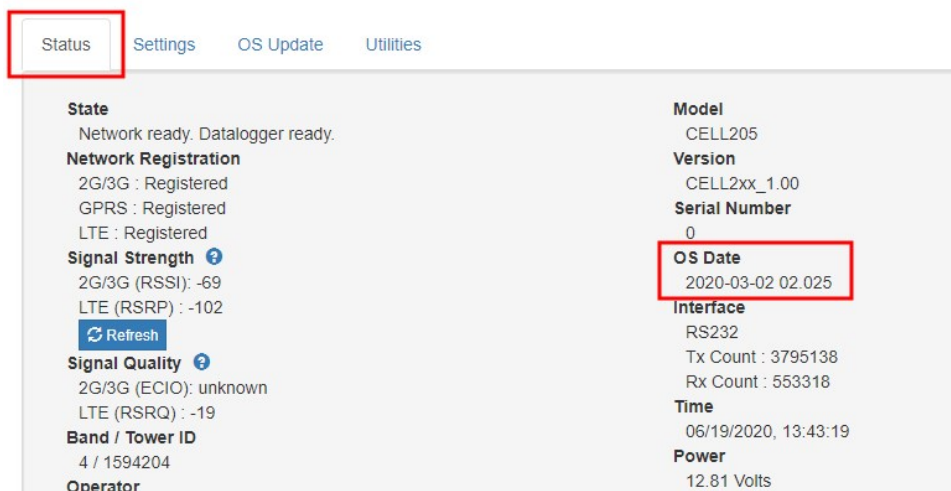 Status Settings OS Update Utilities
State
Network ready. Datalogger ready.
Network Registration
2G/3G : Registered
GPRS : Registered
LTE : Registered
Signal Strength
2G/3G (RSSI): -69
LTE (RSRP) : -102
Refresh
Signal Quality
2G/3G (ECIO): unknown
LTE (RSRQ) : -19
Band / Tower ID
4 / 1594204
Operator
Model
CELL205
Version
CELL2xx_1.00
Serial Number
0
OS Date
2020-03-02 02.025
Interface
RS232
Tx Count : 3795138
Rx Count : 553318
Time
06/19/2020, 13:43:19
Power
12.81 Volts